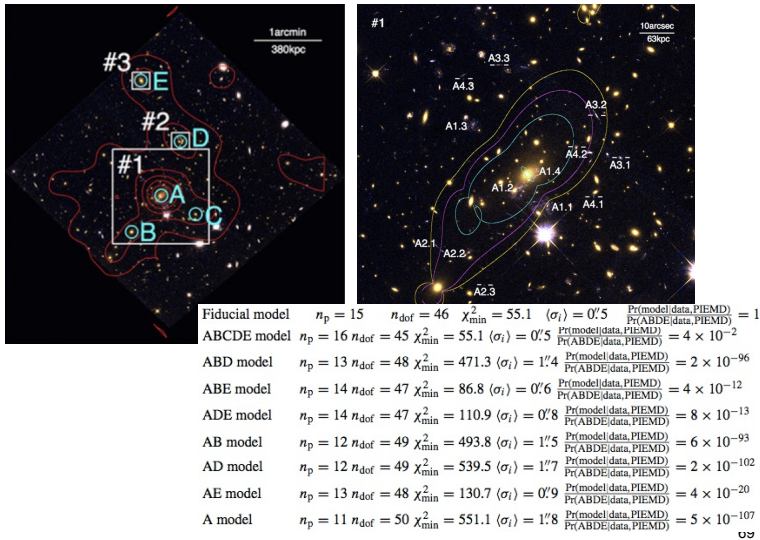 1arcmin
380kpc
#3
E
#2
D
#1
A
C
B
#1
10arcsec
63kpc
A3.3
A4.3
A3.2
A1.3
A4.2
A3.1
A1.4
A1.2
A4.1
A1.1
A2.1
A2.2
A2.3
Fiducial model n_p = 15 n_dof = 46 χ²_min = 55.1 ⟨σ_i⟩ = 0″.5 Pr(model|data,PIEMD)/Pr(ABDE|data,PIEMD) = 1
ABCDE model n_p = 16 n_dof = 45 χ²_min = 55.1 ⟨σ_i⟩ = 0″.5 Pr(model|data,PIEMD)/Pr(ABDE|data,PIEMD) = 4 × 10⁻²
ABD model n_p = 13 n_dof = 48 χ²_min = 471.3 ⟨σ_i⟩ = 1″.4 Pr(model|data,PIEMD)/Pr(ABDE|data,PIEMD) = 2 × 10⁻⁹⁶
ABE model n_p = 14 n_dof = 47 χ²_min = 86.8 ⟨σ_i⟩ = 0″.6 Pr(model|data,PIEMD)/Pr(ABDE|data,PIEMD) = 4 × 10⁻¹²
ADE model n_p = 14 n_dof = 47 χ²_min = 110.9 ⟨σ_i⟩ = 0″.8 Pr(model|data,PIEMD)/Pr(ABDE|data,PIEMD) = 8 × 10⁻¹³
AB model n_p = 12 n_dof = 49 χ²_min = 493.8 ⟨σ_i⟩ = 1″.5 Pr(model|data,PIEMD)/Pr(ABDE|data,PIEMD) = 6 × 10⁻⁹³
AD model n_p = 12 n_dof = 49 χ²_min = 539.5 ⟨σ_i⟩ = 1″.7 Pr(model|data,PIEMD)/Pr(ABDE|data,PIEMD) = 2 × 10⁻¹⁰²
AE model n_p = 13 n_dof = 48 χ²_min = 130.7 ⟨σ_i⟩ = 0″.9 Pr(model|data,PIEMD)/Pr(ABDE|data,PIEMD) = 4 × 10⁻²⁰
A model n_p = 11 n_dof = 50 χ²_min = 551.1 ⟨σ_i⟩ = 1″.8 Pr(model|data,PIEMD)/Pr(ABDE|data,PIEMD) = 5 × 10⁻¹⁰⁷
69